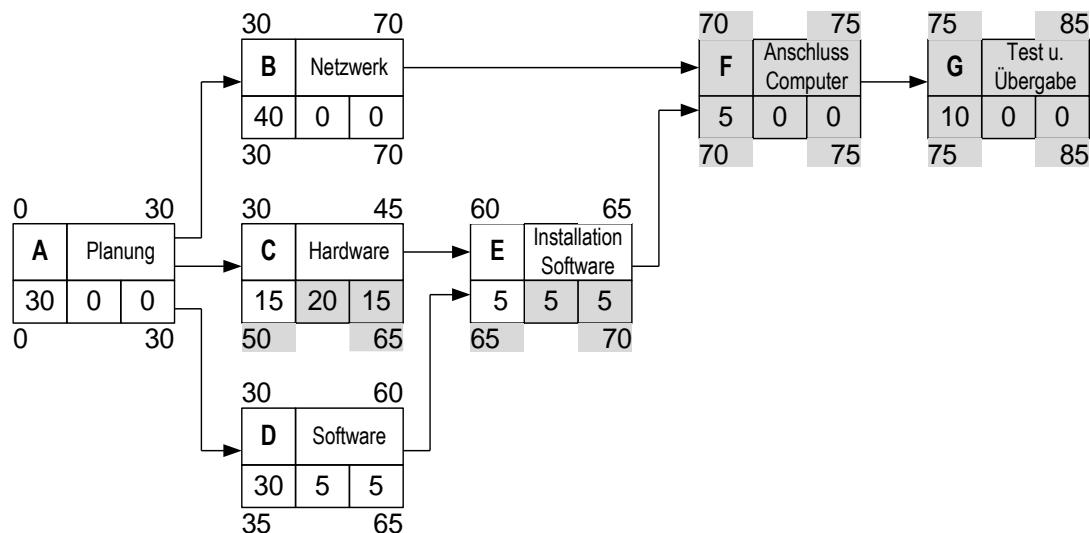 30 70
B Netzwerk
40 0 0
30 70
70 75
F Anschluss
Computer
5 0 0
70 75
75 85
G Test u.
Übergabe
10 0 0
75 85
0 30
A Planung
30 0 0
0 30
30 45
C Hardware
15 20 15
50 65
60 65
E Installation
Software
5 5 5
65 70
30 60
D Software
30 5 5
35 65